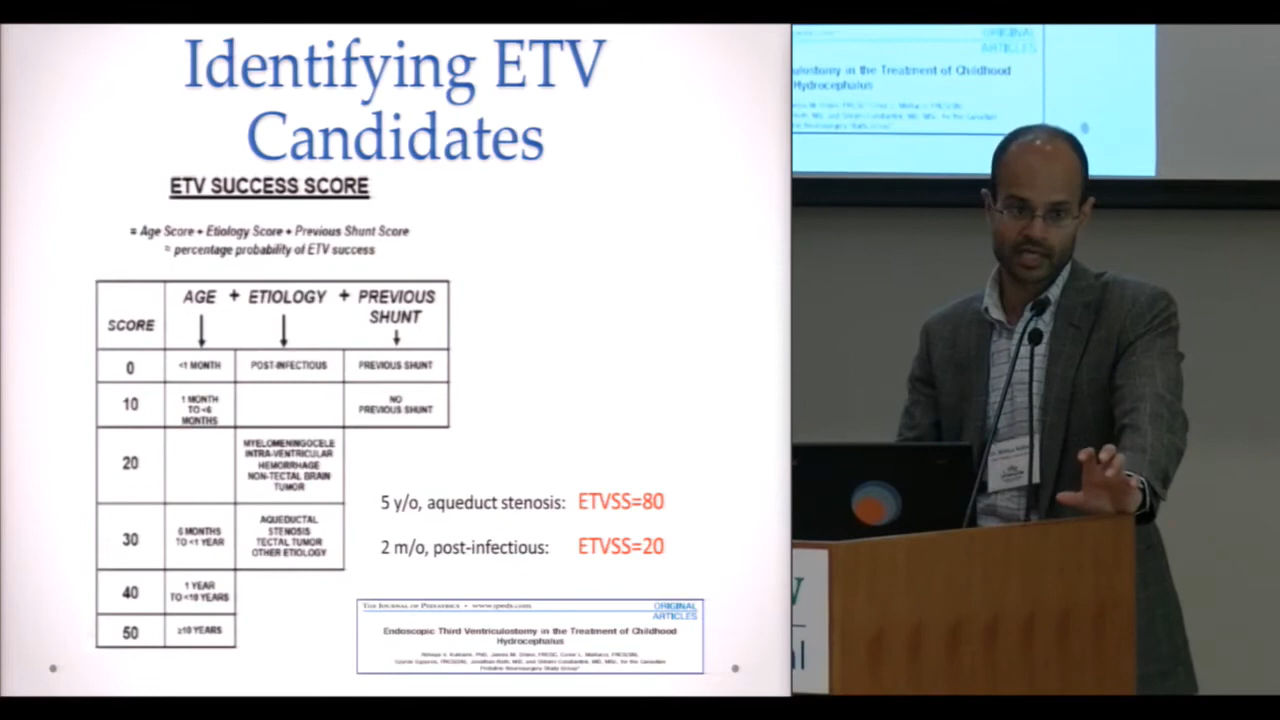 Identifying ETV
Candidates
ETV SUCCESS SCORE
= Age Score + Etiology Score + Previous Shunt Score
≈ percentage probability of ETV success
SCORE
AGE + ETIOLOGY + PREVIOUS
SHUNT
0
<1 MONTH
POST-INFECTIOUS
PREVIOUS SHUNT
10
1 MONTH
TO <6
MONTHS
NO
PREVIOUS SHUNT
20
MYELOMENINGOCELE
INTRA-VENTRICULAR
HEMORRHAGE
NON-TECTAL BRAIN
TUMOR
30
6 MONTHS
TO <1 YEAR
AQUEDUCTAL
STENOSIS
TECTAL TUMOR
OTHER ETIOLOGY
40
1 YEAR
TO <10 YEARS
50
≥10 YEARS
5 y/o, aqueduct stenosis: ETVSS=80
2 m/o, post-infectious: ETVSS=20
THE JOURNAL OF PEDIATRICS • www.jpeds.com
ORIGINAL
ARTICLES
Endoscopic Third Ventriculostomy in the Treatment of Childhood
Hydrocephalus
ORIGINAL
ARTICLES
culostomy in the Treatment of Childhood
Hydrocephalus